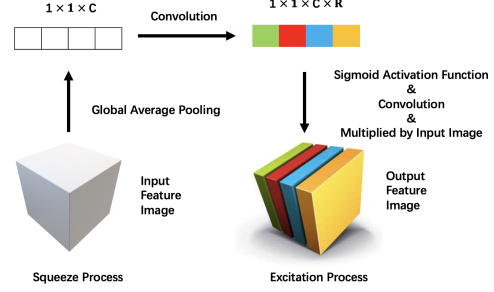 1 × 1 × C
Convolution
1 × 1 × C × R
Global Average Pooling
Sigmoid Activation Function
&
Convolution
&
Multiplied by Input Image
Input
Feature
Image
Output
Feature
Image
Squeeze Process
Excitation Process